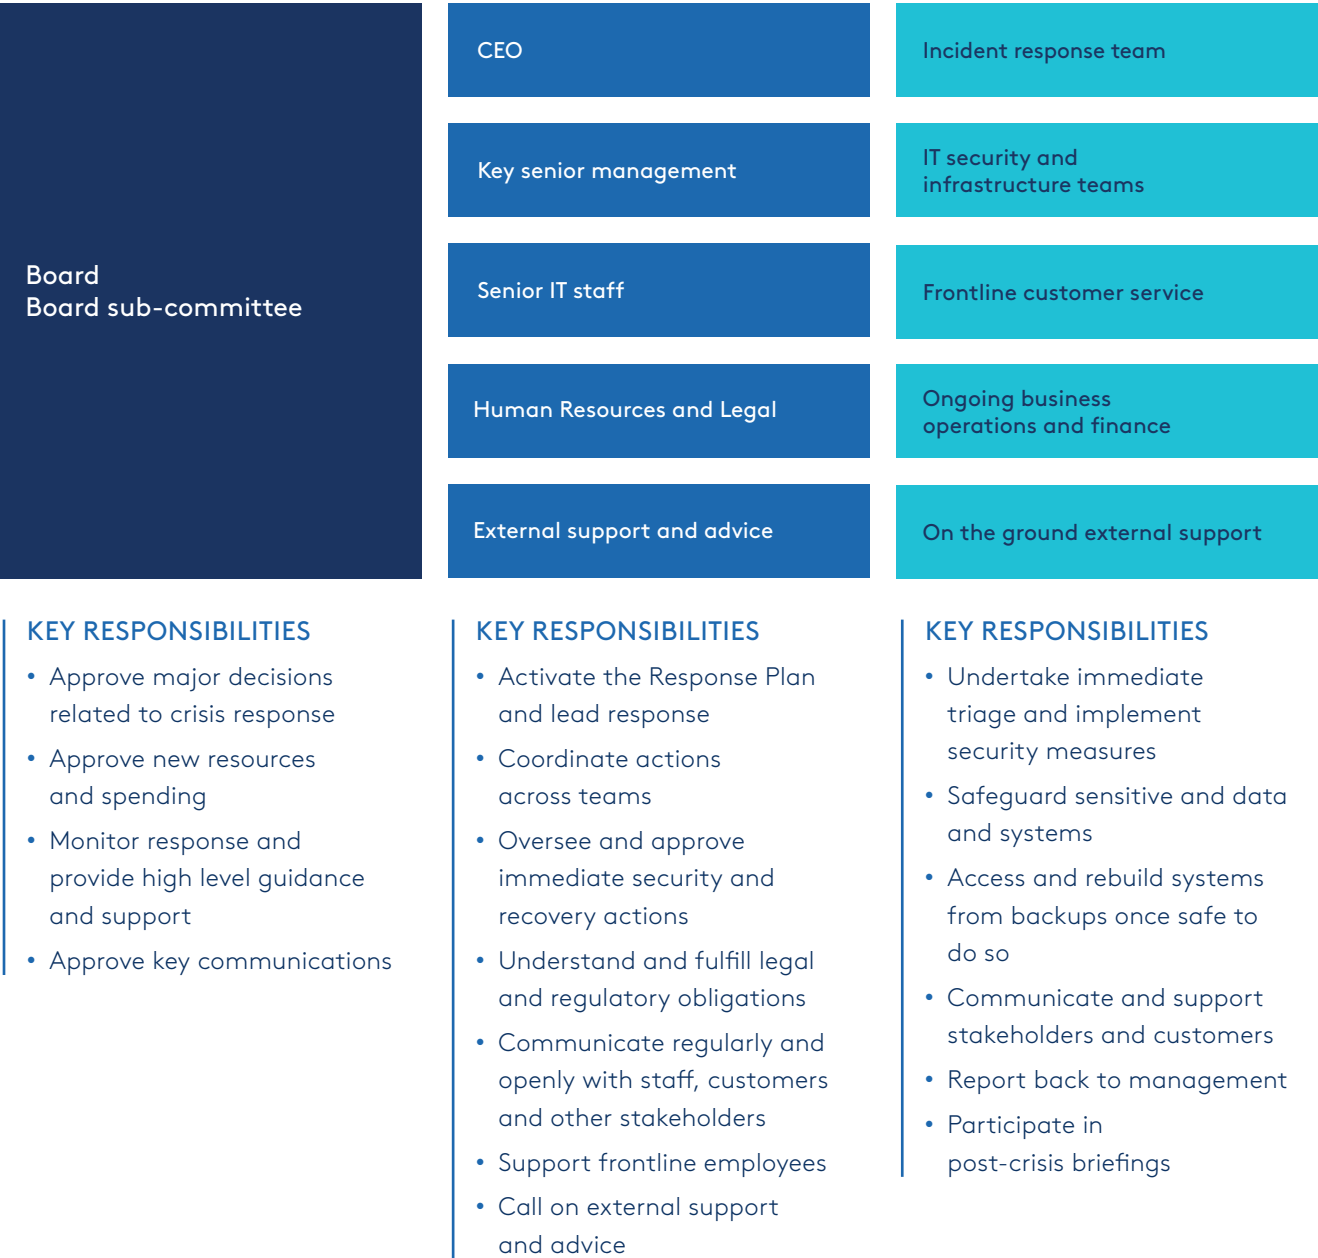 Board
Board sub-committee
CEO
Key senior management
Senior IT staff
Human Resources and Legal
External support and advice
Incident response team
IT security and
infrastructure teams
Frontline customer service
Ongoing business
operations and finance
On the ground external support
KEY RESPONSIBILITIES
• Approve major decisions
related to crisis response
• Approve new resources
and spending
• Monitor response and
provide high level guidance
and support
• Approve key communications
KEY RESPONSIBILITIES
• Activate the Response Plan
and lead response
• Coordinate actions
across teams
• Oversee and approve
immediate security and
recovery actions
• Understand and fulfill legal
and regulatory obligations
• Communicate regularly and
openly with staff, customers
and other stakeholders
• Support frontline employees
• Call on external support
and advice
KEY RESPONSIBILITIES
• Undertake immediate
triage and implement
security measures
• Safeguard sensitive and data
and systems
• Access and rebuild systems
from backups once safe to
do so
• Communicate and support
stakeholders and customers
• Report back to management
• Participate in
post-crisis briefings